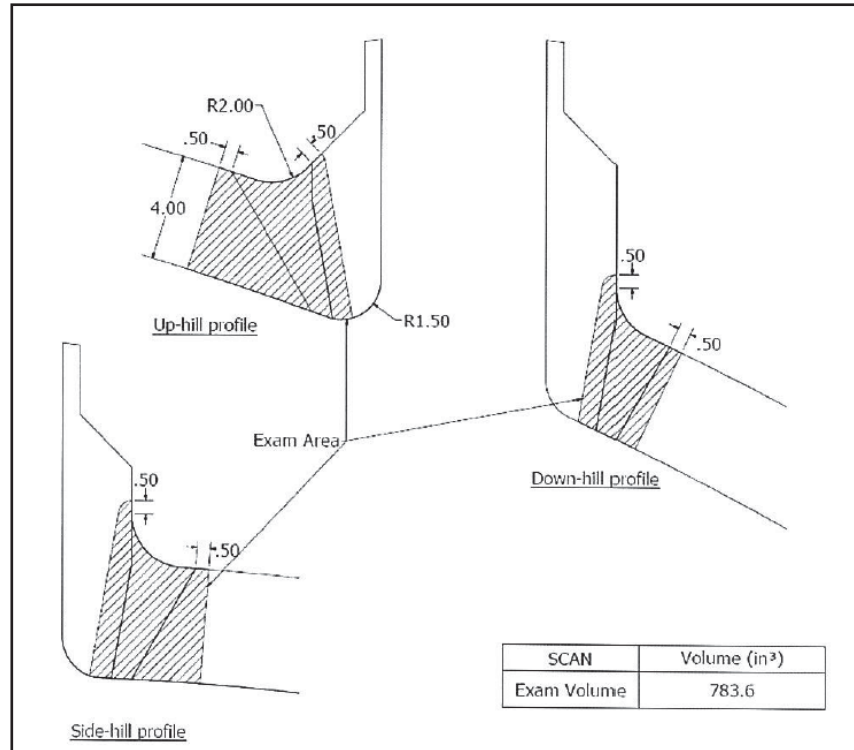 R2.00
.50
.50
4.00
R1.50
Up-hill profile
.50
.50
Exam Area
Down-hill profile
.50
.50
SCAN Volume (in³)
Exam Volume 783.6
Side-hill profile